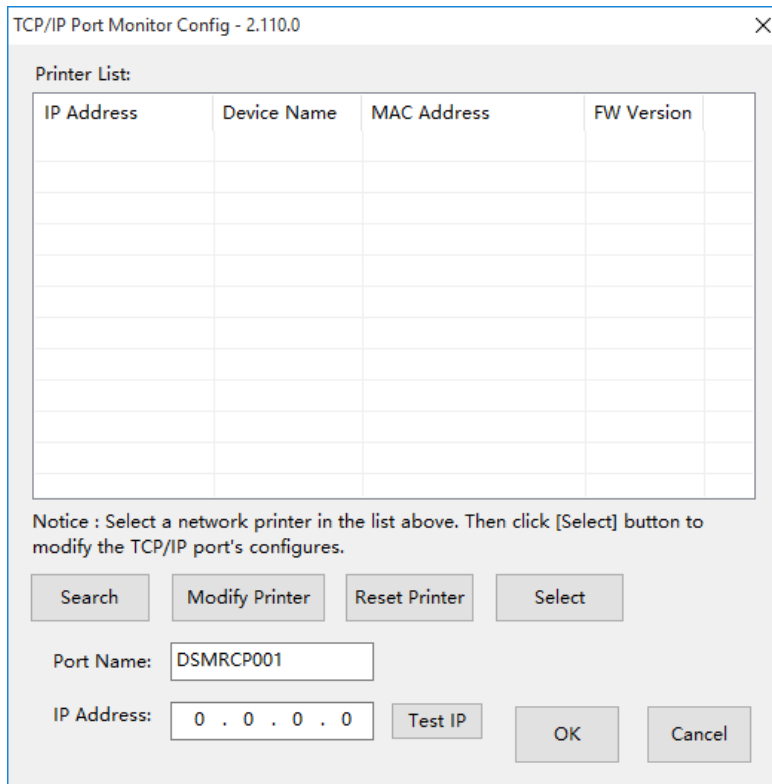 TCP/IP Port Monitor Config - 2.110.0
Printer List:
IP Address Device Name MAC Address FW Version
Notice : Select a network printer in the list above. Then click [Select] button to
modify the TCP/IP port's configures.
Search Modify Printer Reset Printer Select
Port Name: DSMRCP001
IP Address: 0 . 0 . 0 . 0 Test IP OK Cancel